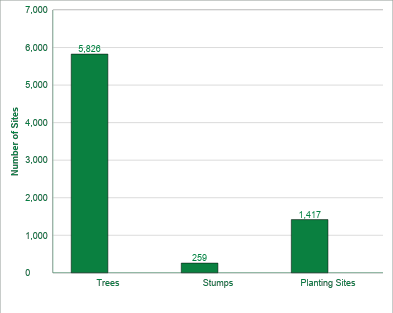 7,000
6,000
5,000
4,000
3,000
2,000
1,000
0
Number of Sites
5,826
259
1,417
Trees
Stumps
Planting Sites